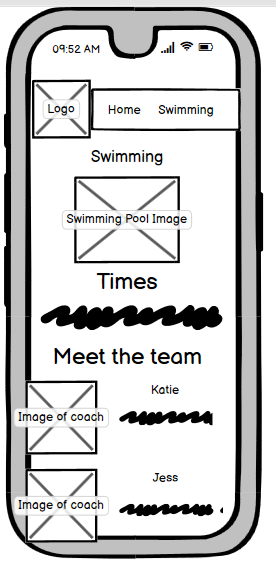 09:52 AM
Logo
Home Swimming
Swimming
Swimming Pool Image
Times
Meet the team
Katie
Image of coach
Jess
Image of coach